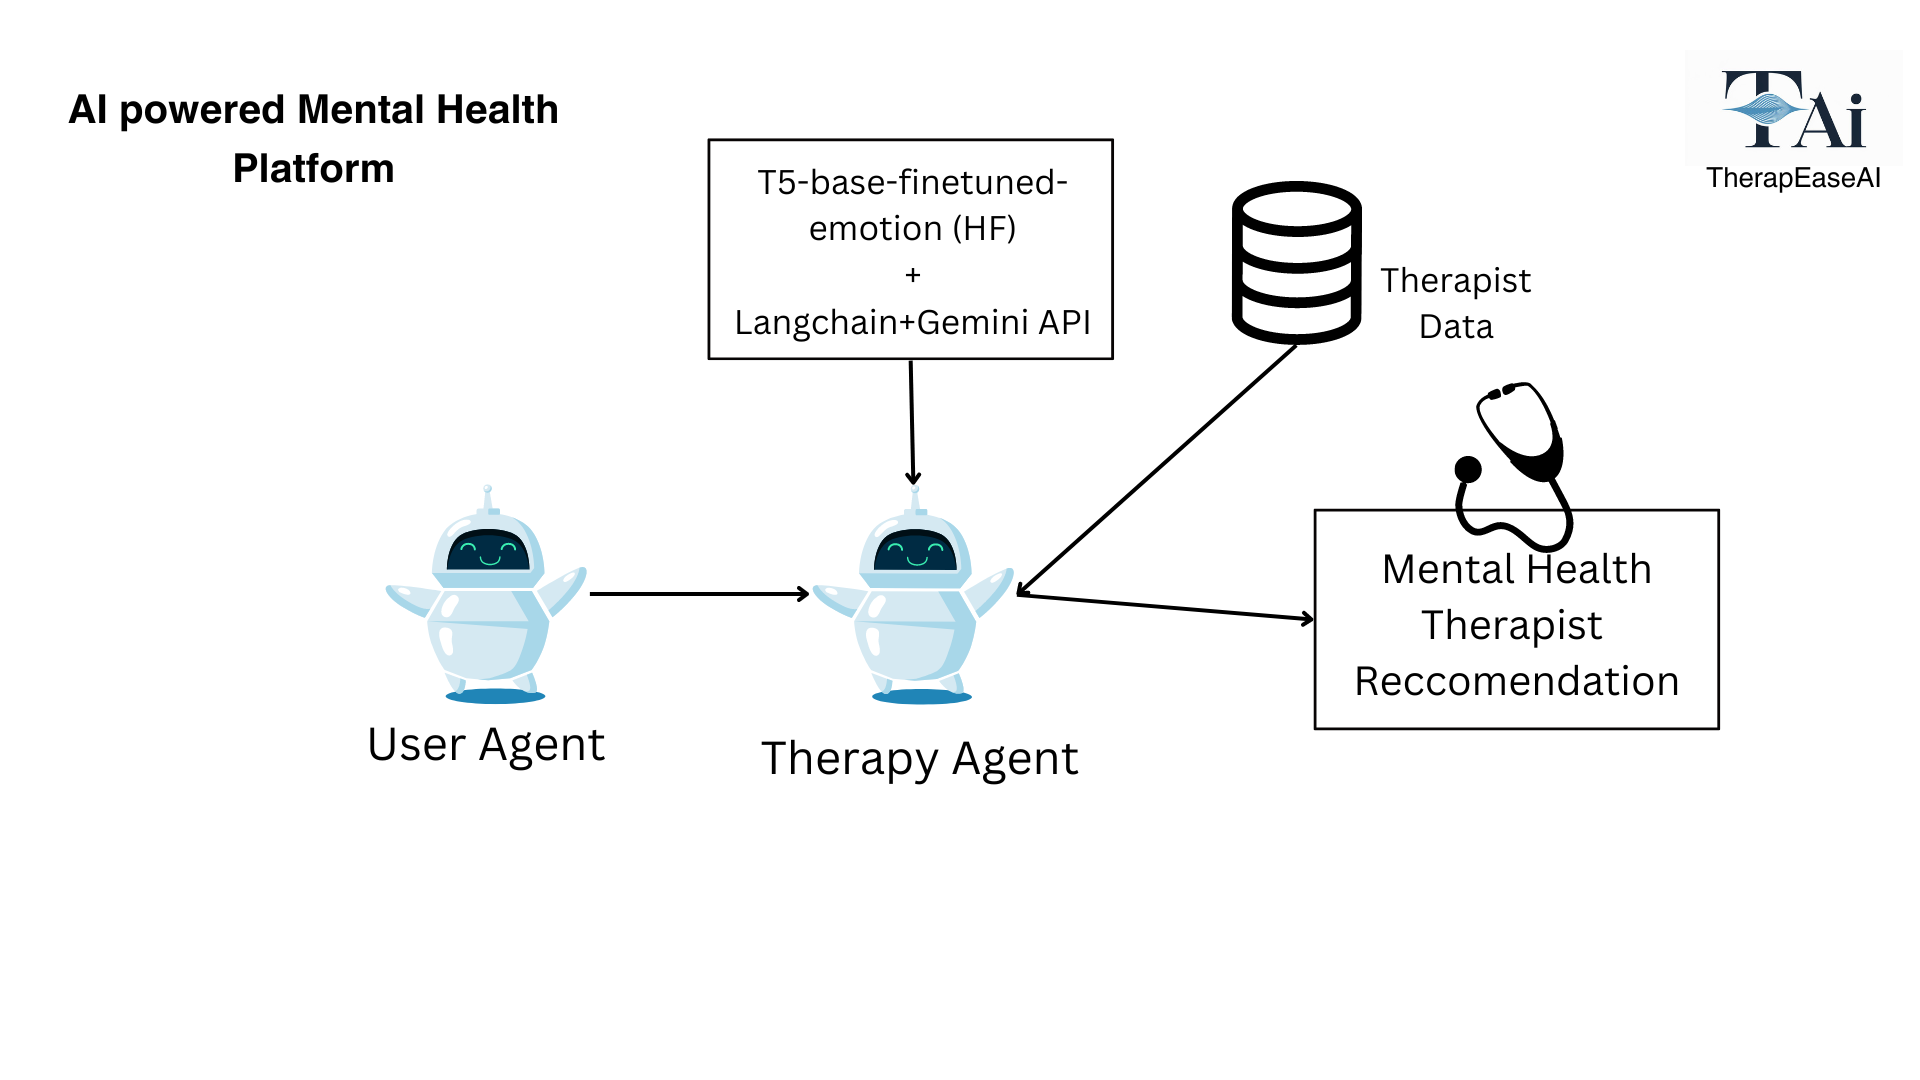 AI powered Mental Health
Platform
TAi
TherapEaseAI
T5-base-finetuned-
emotion (HF)
+
Langchain+Gemini API
Therapist
Data
Mental Health
Therapist
Reccomendation
User Agent
Therapy Agent